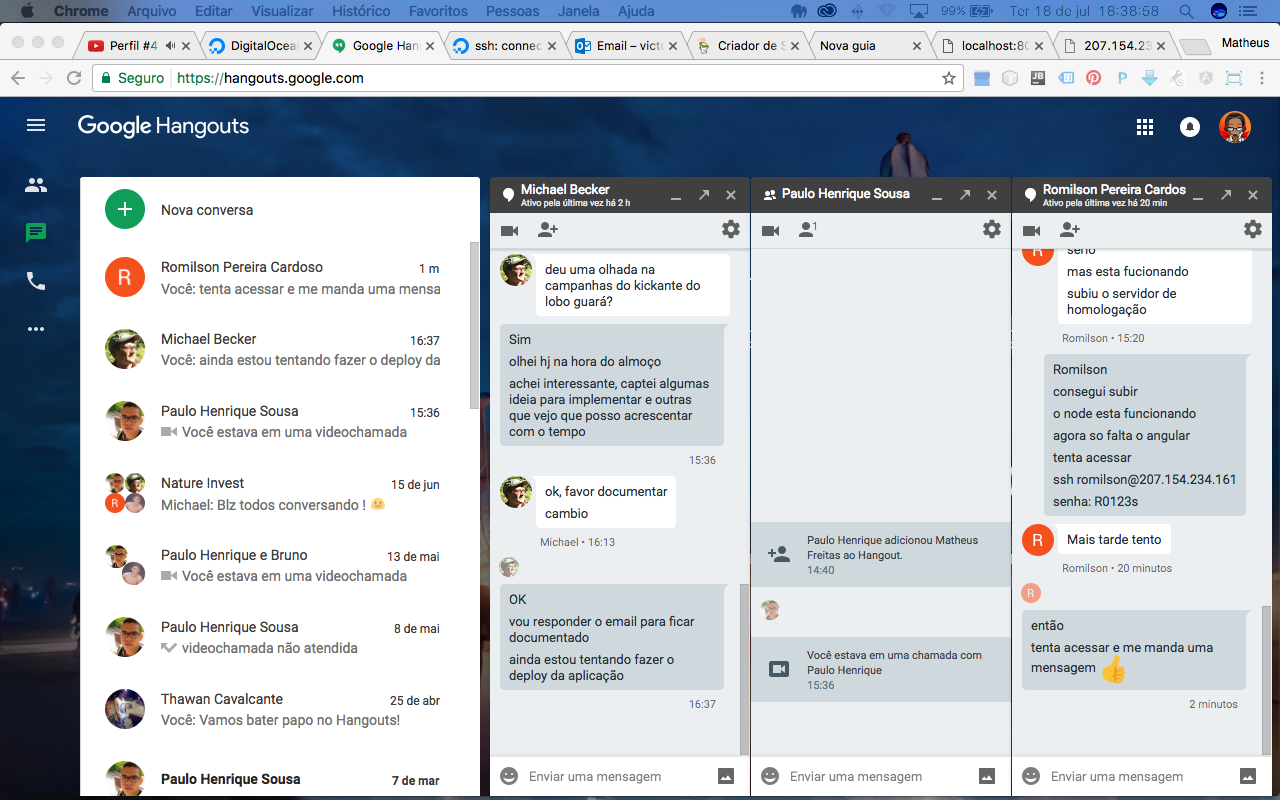 Chrome Arquivo Editar Visualizar Histórico Favoritos Pessoas Janela Ajuda 99% Ter 18 de jul 18:38:58
Perfil #4 DigitalOcean Google Han ssh: connec Email – victo Criador de S Nova guia localhost:80 207.154.23 Matheus
Seguro https://hangouts.google.com
Google Hangouts
Nova conversa
Romilson Pereira Cardoso 1 m
Você: tenta acessar e me manda uma mensa
Michael Becker 16:37
Você: ainda estou tentando fazer o deploy da
Paulo Henrique Sousa 15:36
Você estava em uma videochamada
Nature Invest 15 de jun
Michael: Blz todos conversando !
Paulo Henrique e Bruno 13 de mai
Você estava em uma videochamada
Paulo Henrique Sousa 8 de mai
videochamada não atendida
Thawan Cavalcante 25 de abr
Você: Vamos bater papo no Hangouts!
Paulo Henrique Sousa 7 de mar
Michael Becker
Ativo pela última vez há 2 h
deu uma olhada na
campanhas do kickante do
lobo guará?
Sim
olhei hj na hora do almoço
achei interessante, captei algumas
ideia para implementar e outras
que vejo que posso acrescentar
com o tempo
15:36
ok, favor documentar
cambio
Michael • 16:13
OK
vou responder o email para ficar
documentado
ainda estou tentando fazer o
deploy da aplicação
16:37
Enviar uma mensagem
Paulo Henrique Sousa
1
Paulo Henrique adicionou Matheus
Freitas ao Hangout.
14:40
Você estava em uma chamada com
Paulo Henrique
15:36
Enviar uma mensagem
Romilson Pereira Cardos
Ativo pela última vez há 20 min
R
serio
mas esta fucionando
subiu o servidor de
homologação
Romilson • 15:20
Romilson
consegui subir
o node esta funcionando
agora so falta o angular
tenta acessar
ssh romilson@207.154.234.161
senha: R0123s
R
Mais tarde tento
Romilson • 20 minutos
R
então
tenta acessar e me manda uma
mensagem
2 minutos
Enviar uma mensagem